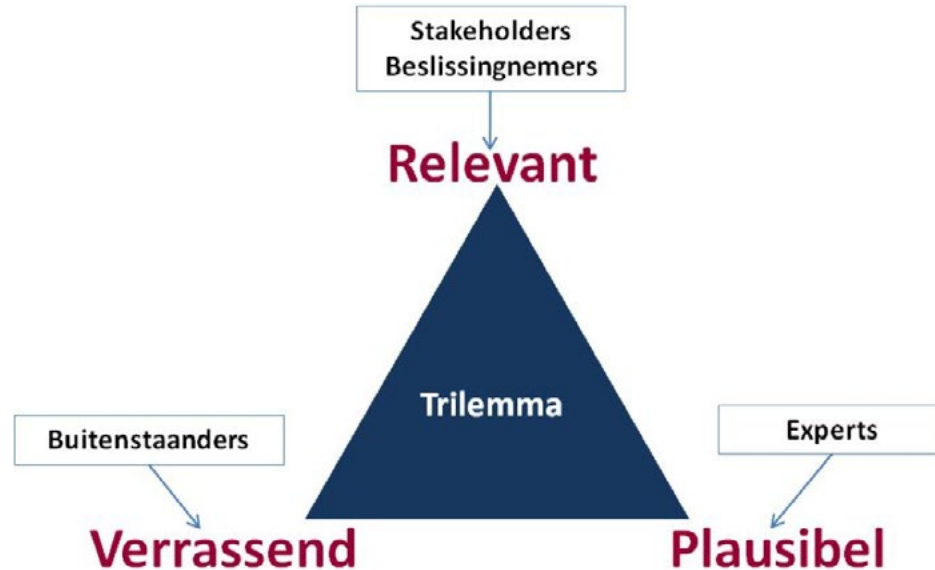 Stakeholders
Beslissingnemers
Relevant
Trilemma
Buitenstaanders
Experts
Verrassend
Plausibel